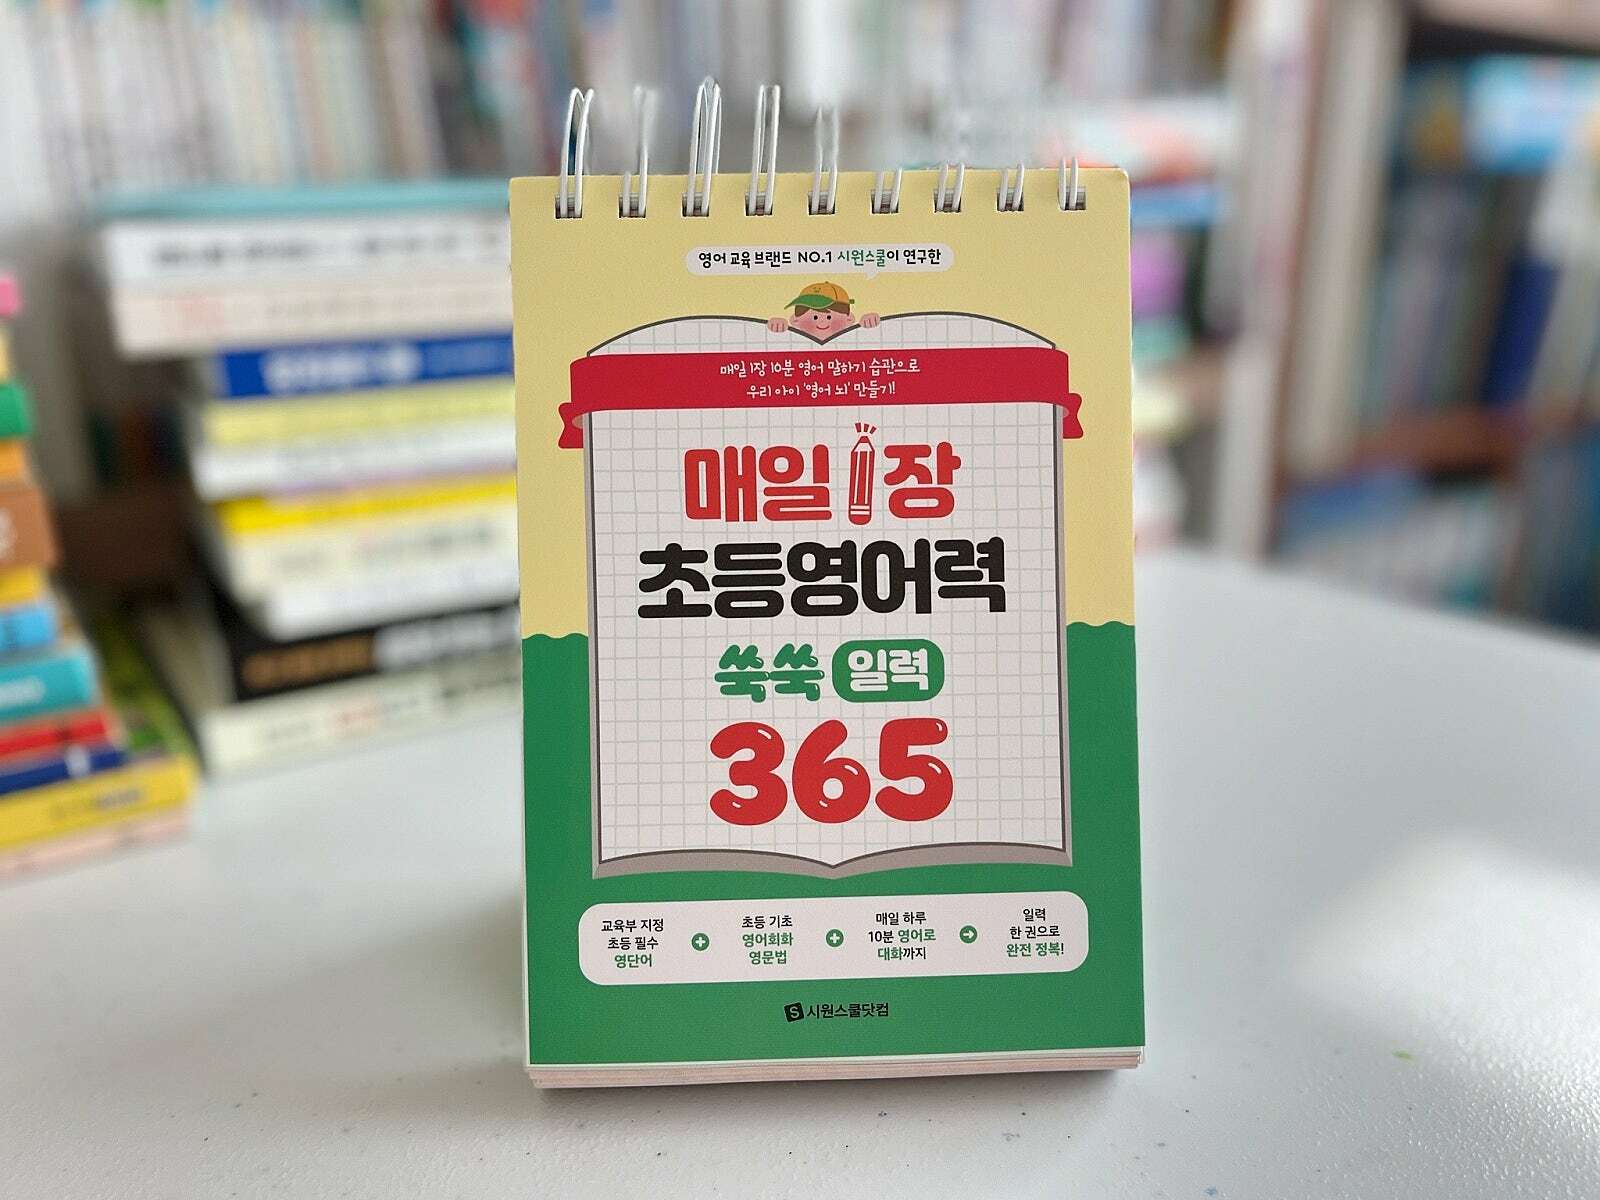 영어 교육 브랜드 NO.1 시원스쿨이 연구한
매일 1장 10분 영어 말하기 습관으로
우리 아이 '영어 뇌' 만들기!
매일 1장
초등영어력
쑥쑥 일력
365
교육부 지정
초등 필수
영단어
초등 기초
영어회화
영문법
매일 하루
10분 영어로
대화까지
일력
한 권으로
완전 정복!
S 시원스쿨닷컴